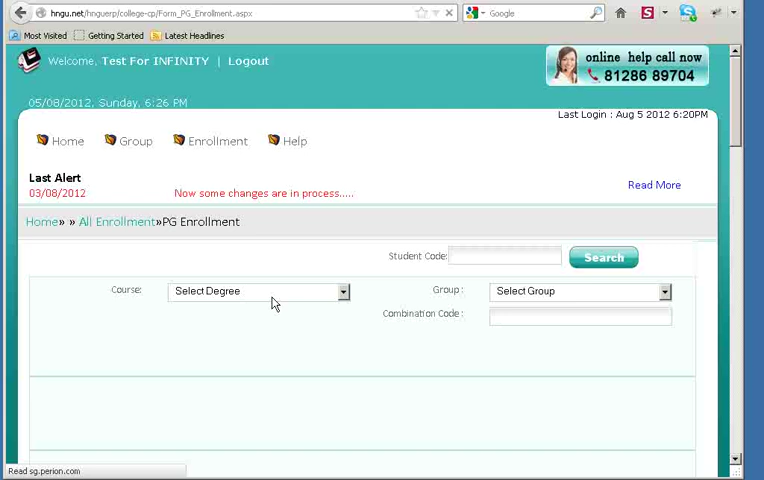 hngu.net/hnguerp/college-cp/Form_PG_Enrollment.aspx
Google
Most Visited Getting Started Latest Headlines
Welcome, Test For INFINITY | Logout
online help call now
81286 89704
05/08/2012, Sunday, 6:26 PM
Last Login : Aug 5 2012 6:20PM
Home Group Enrollment Help
Last Alert
03/08/2012 Now some changes are in process.....
Read More
Home» » All Enrollment»PG Enrollment
Student Code: Search
Course: Select Degree Group : Select Group
Combination Code :
Read sg.perion.com